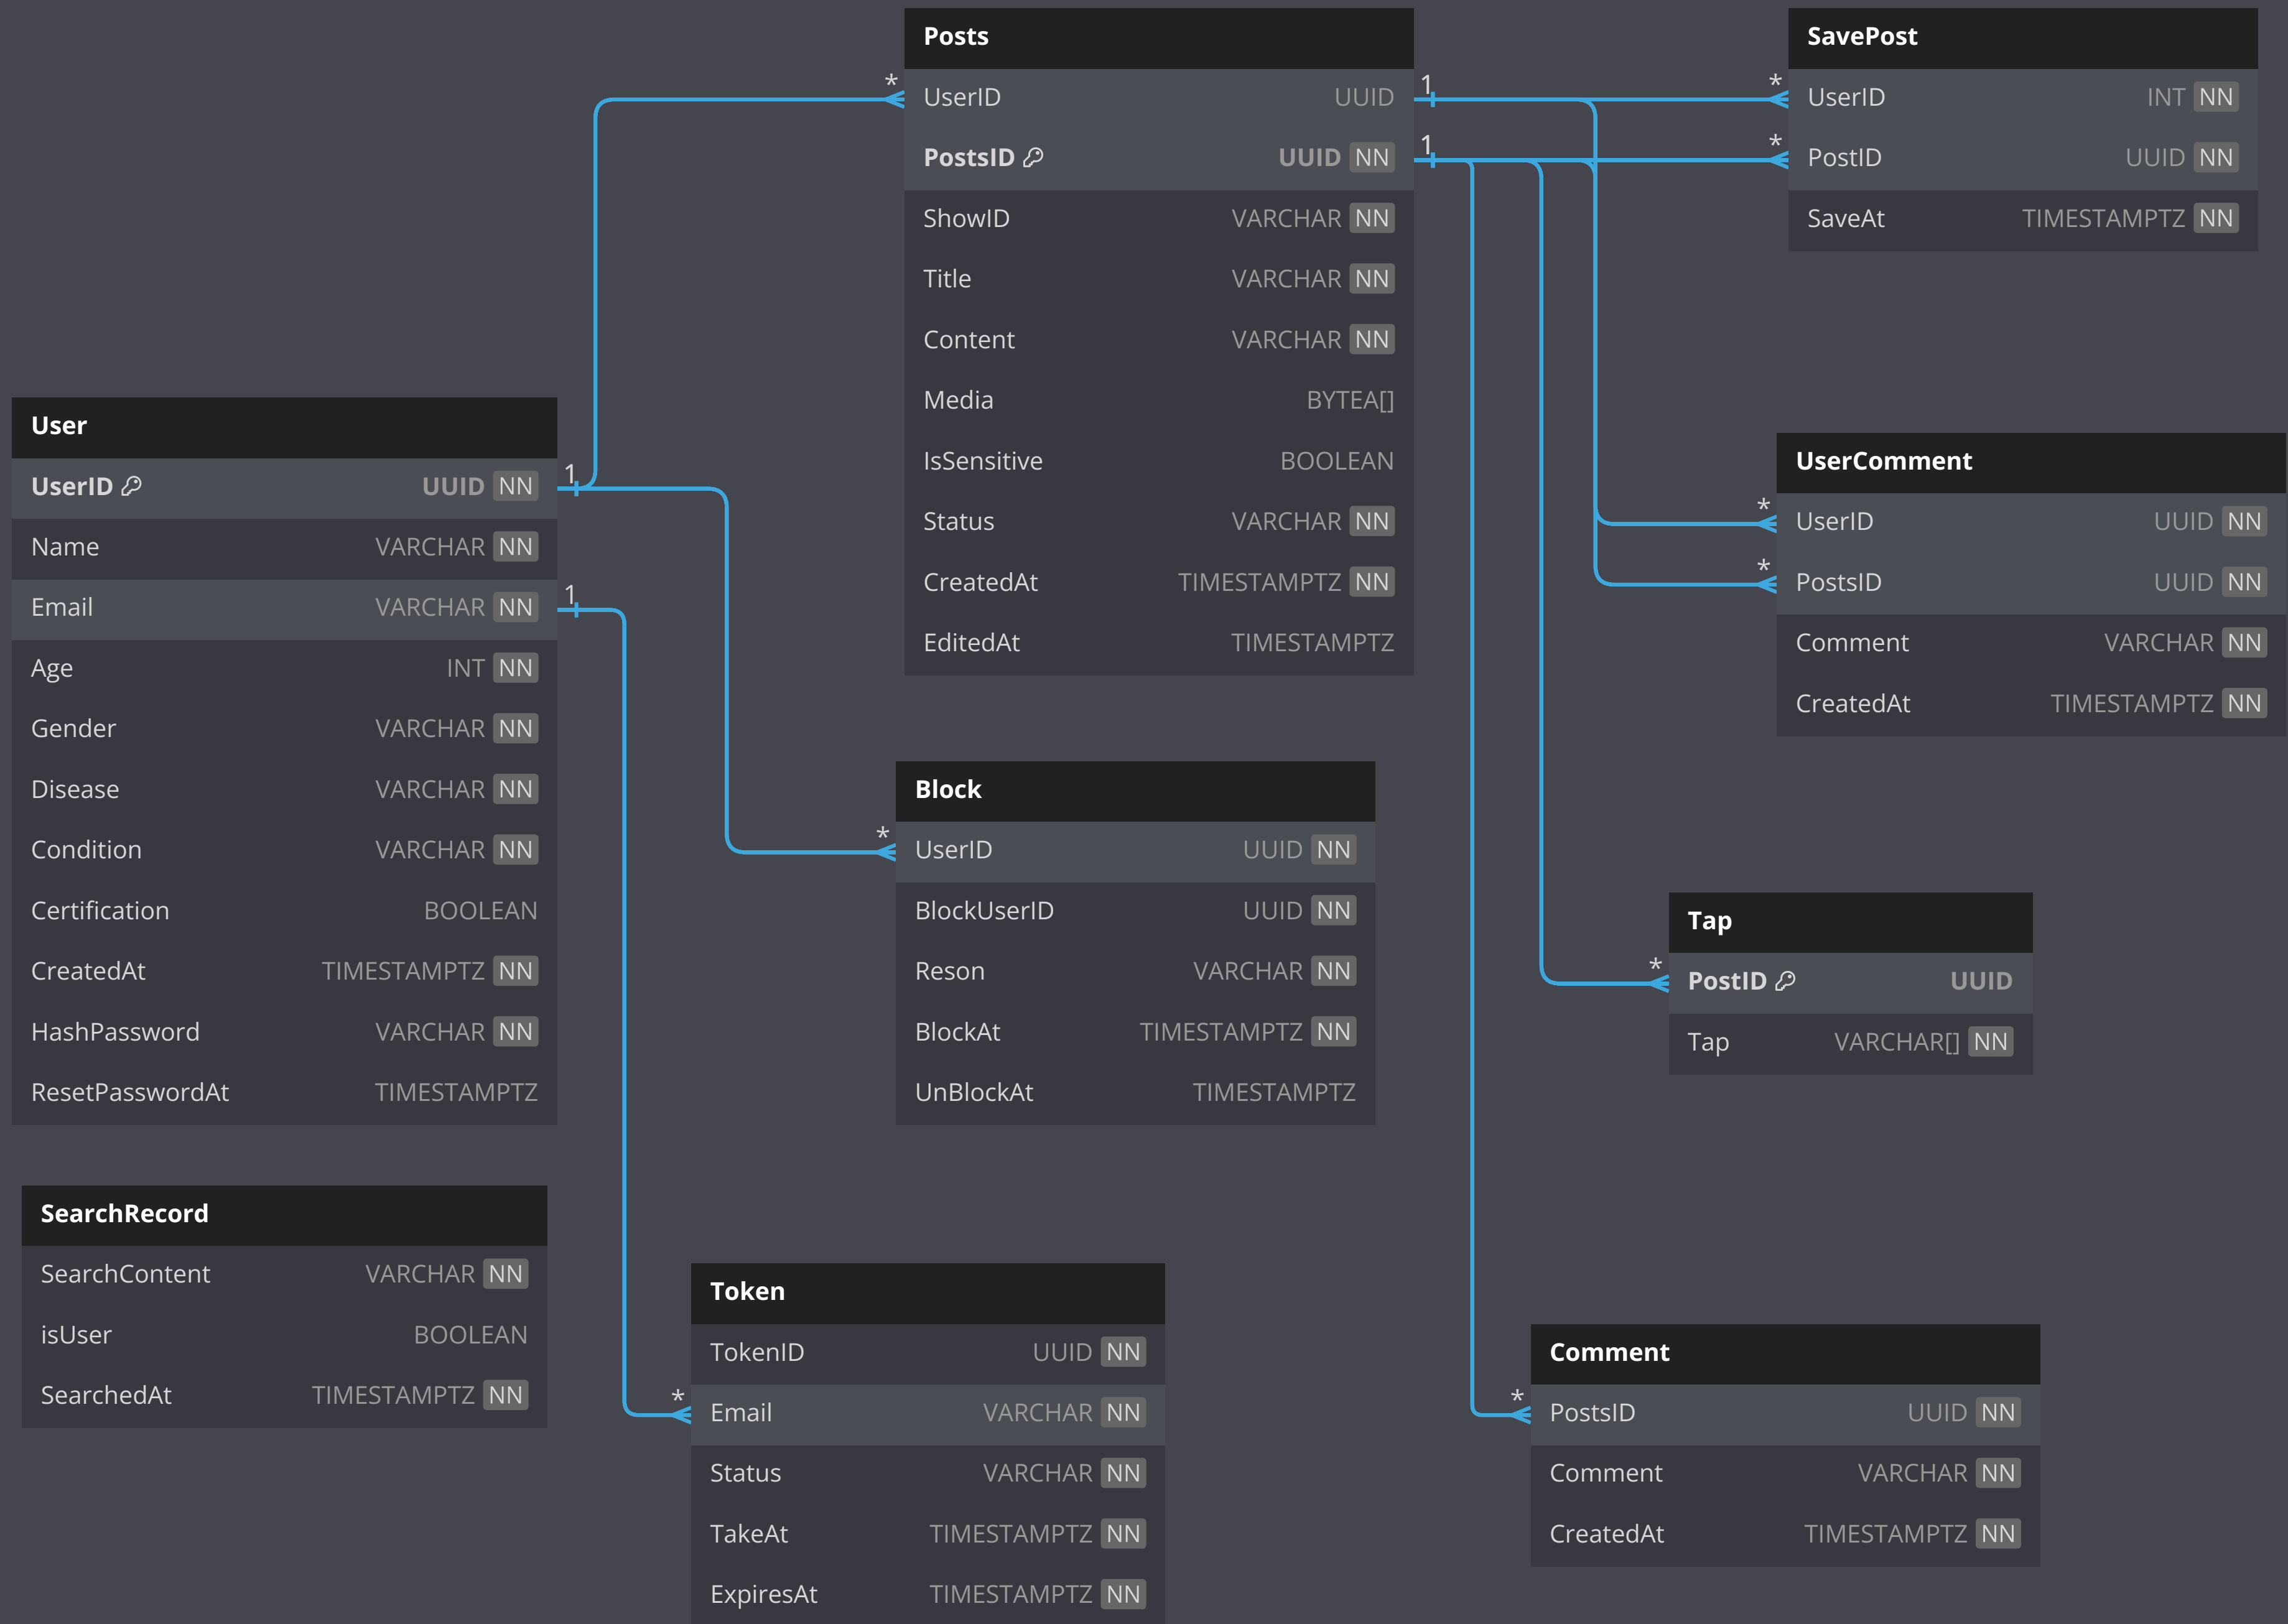 Posts
UserID UUID
PostsID UUID NN
ShowID VARCHAR NN
Title VARCHAR NN
Content VARCHAR NN
Media BYTEA[]
IsSensitive BOOLEAN
Status VARCHAR NN
CreatedAt TIMESTAMPTZ NN
EditedAt TIMESTAMPTZ
* 1 1
SavePost
* UserID INT NN
* PostID UUID NN
SaveAt TIMESTAMPTZ NN
User
UserID UUID NN 1
Name VARCHAR NN
Email VARCHAR NN 1
Age INT NN
Gender VARCHAR NN
Disease VARCHAR NN
Condition VARCHAR NN
Certification BOOLEAN
CreatedAt TIMESTAMPTZ NN
HashPassword VARCHAR NN
ResetPasswordAt TIMESTAMPTZ
UserComment
* UserID UUID NN
* PostsID UUID NN
Comment VARCHAR NN
CreatedAt TIMESTAMPTZ NN
Block
* UserID UUID NN
BlockUserID UUID NN
Reson VARCHAR NN
BlockAt TIMESTAMPTZ NN
UnBlockAt TIMESTAMPTZ
Tap
* PostID UUID
Tap VARCHAR[] NN
SearchRecord
SearchContent VARCHAR NN
isUser BOOLEAN
SearchedAt TIMESTAMPTZ NN
Token
TokenID UUID NN
* Email VARCHAR NN
Status VARCHAR NN
TakeAt TIMESTAMPTZ NN
ExpiresAt TIMESTAMPTZ NN
Comment
* PostsID UUID NN
Comment VARCHAR NN
CreatedAt TIMESTAMPTZ NN